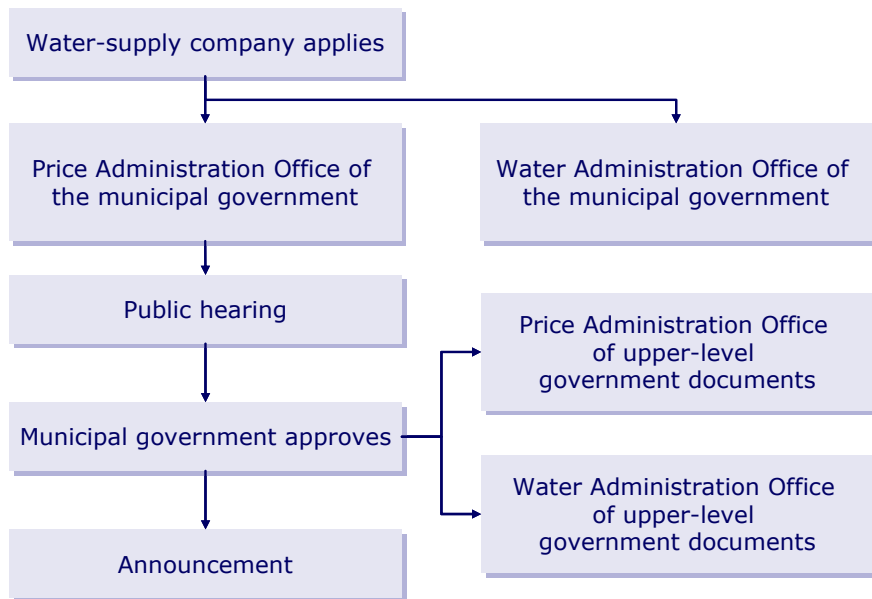 Water-supply company applies
Price Administration Office of
the municipal government
Water Administration Office of
the municipal government
Public hearing
Price Administration Office
of upper-level
government documents
Municipal government approves
Water Administration Office
of upper-level
government documents
Announcement